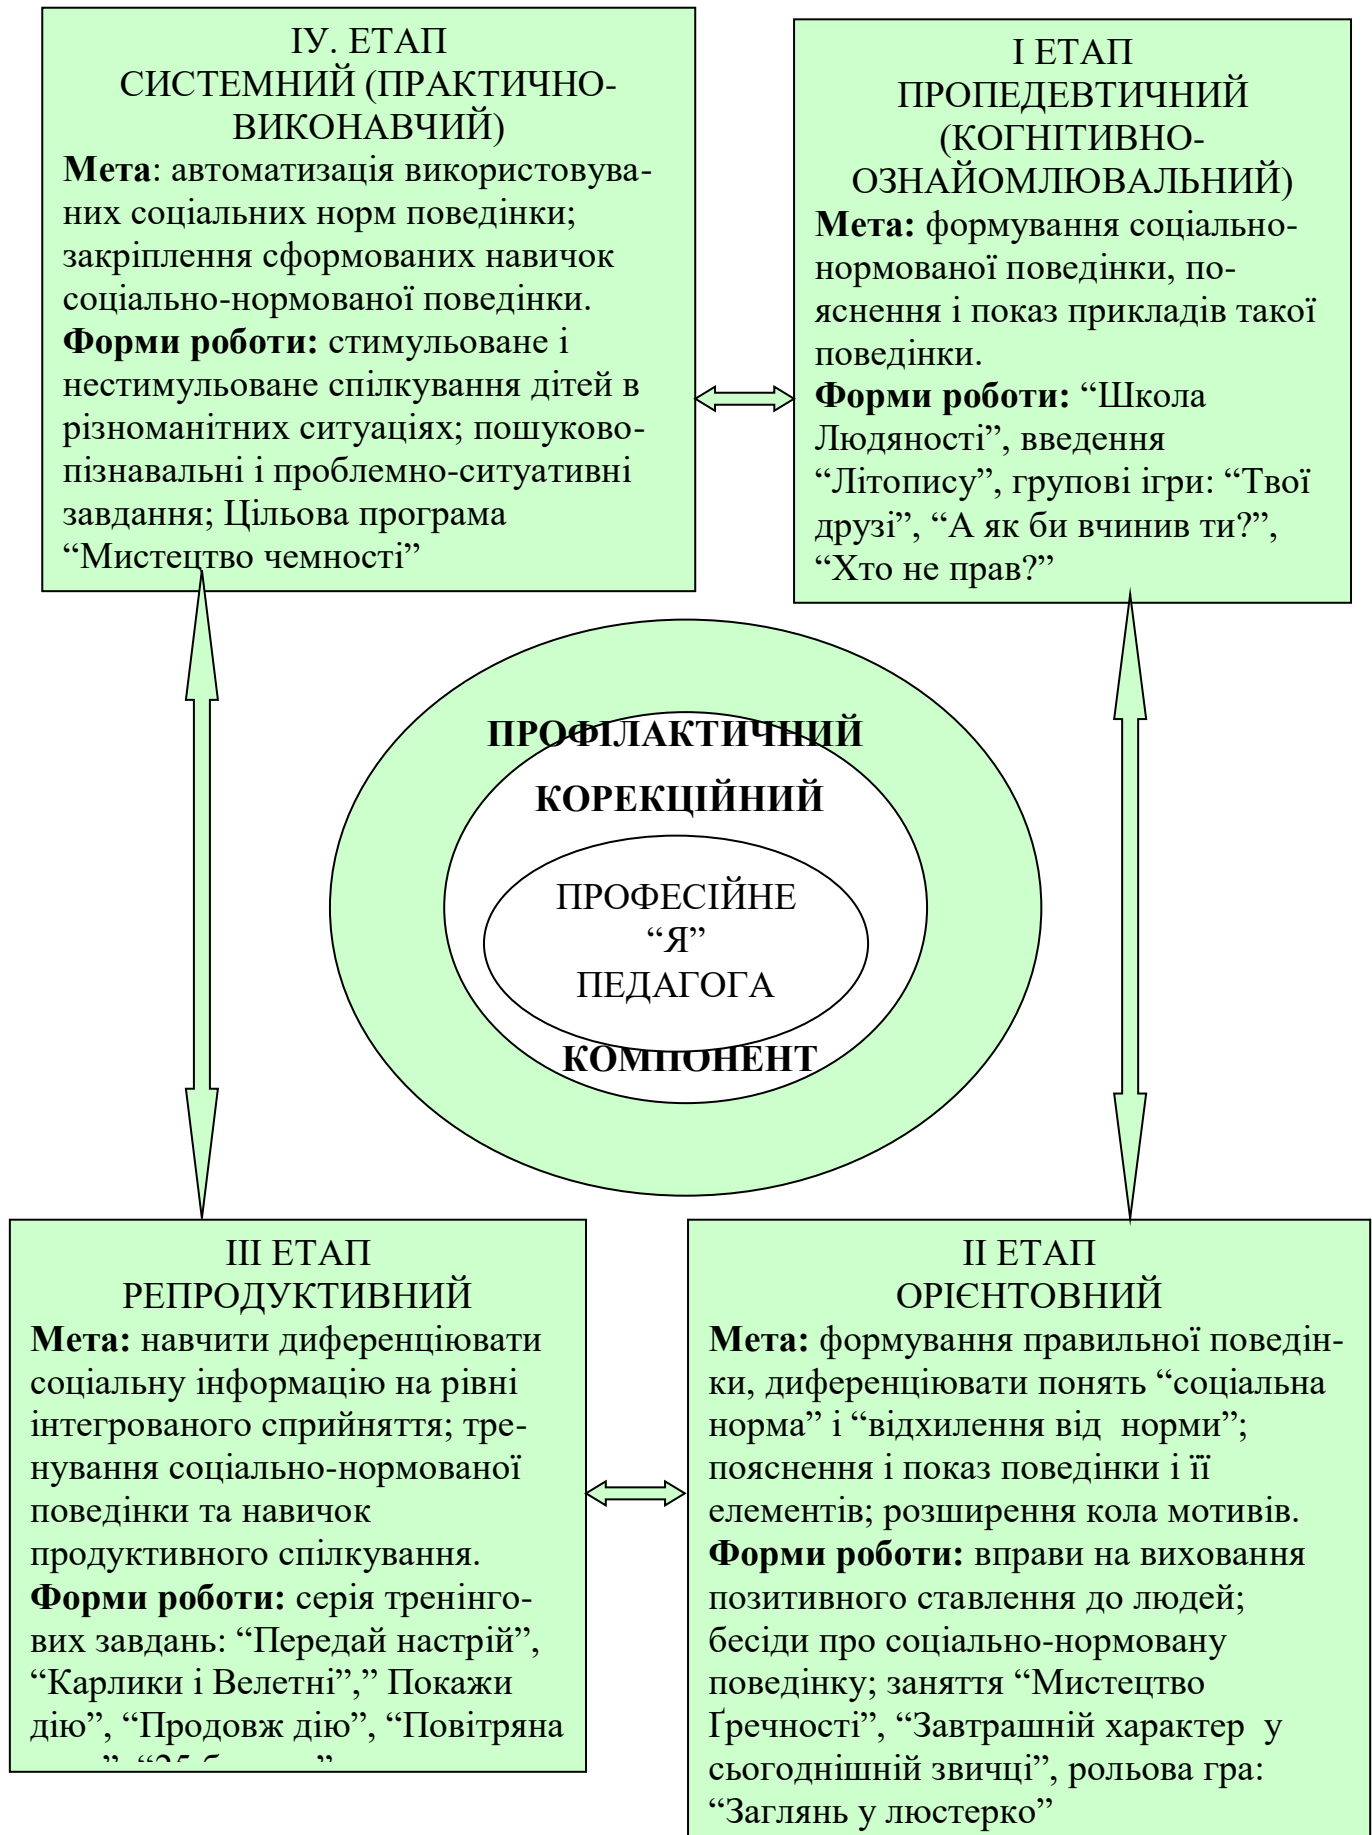 ІУ. ЕТАП
СИСТЕМНИЙ (ПРАКТИЧНО-
ВИКОНАВЧИЙ)
Мета: автоматизація використовува-
них соціальних норм поведінки;
закріплення сформованих навичок
соціально-нормованої поведінки.
Форми роботи: стимульоване і
нестимульоване спілкування дітей в
різноманітних ситуаціях; пошуково-
пізнавальні і проблемно-ситуативні
завдання; Цільова програма
“Мистецтво чемності”
І ЕТАП
ПРОПЕДЕВТИЧНИЙ
(КОГНІТИВНО-
ОЗНАЙОМЛЮВАЛЬНИЙ)
Мета: формування соціально-
нормованої поведінки, по-
яснення і показ прикладів такої
поведінки.
Форми роботи: “Школа
Людяності”, введення
“Літопису”, групові ігри: “Твої
друзі”, “А як би вчинив ти?”,
“Хто не прав?”
ПРОФІЛАКТИЧНИЙ
КОРЕКЦІЙНИЙ
ПРОФЕСІЙНЕ
“Я”
ПЕДАГОГА
КОМПОНЕНТ
ІІІ ЕТАП
РЕПРОДУКТИВНИЙ
Мета: навчити диференціювати
соціальну інформацію на рівні
інтегрованого сприйняття; тре-
нування соціально-нормованої
поведінки та навичок
продуктивного спілкування.
Форми роботи: серія тренінго-
вих завдань: “Передай настрій”,
“Карлики і Велетні”,” Покажи
дію”, “Продовж дію”, “Повітряна
ІІ ЕТАП
ОРІЄНТОВНИЙ
Мета: формування правильної поведін-
ки, диференціювати понять “соціальна
норма” і “відхилення від  норми”;
пояснення і показ поведінки і її
елементів; розширення кола мотивів.
Форми роботи: вправи на виховання
позитивного ставлення до людей;
бесіди про соціально-нормовану
поведінку; заняття “Мистецтво
Ґречності”, “Завтрашній характер  у
сьогоднішній звичці”, рольова гра:
“Заглянь у люстерко”